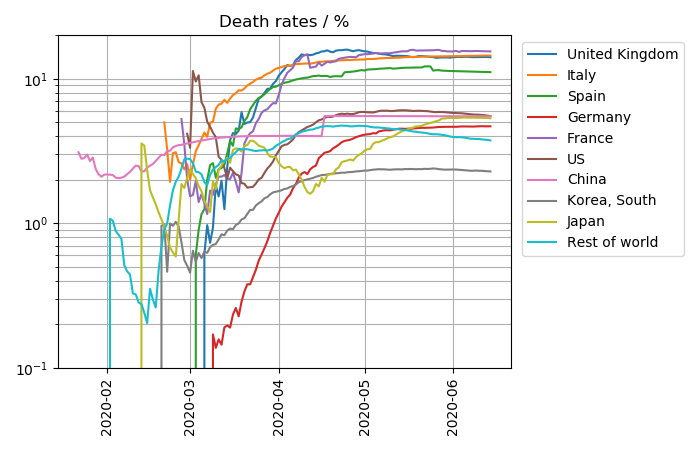 Death rates / %
10¹
10⁰
10⁻¹
2020-02
2020-03
2020-04
2020-05
2020-06
United Kingdom
Italy
Spain
Germany
France
US
China
Korea, South
Japan
Rest of world